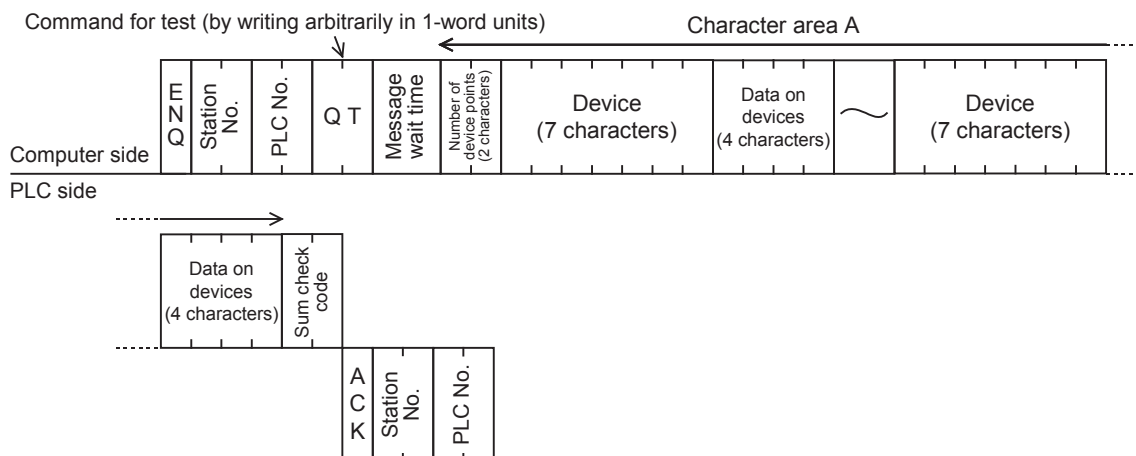 Command for test (by writing arbitrarily in 1-word units)
Character area A
ENQ
Station No.
PLC No.
Q T
Message wait time
Number of device points (2 characters)
Device
(7 characters)
Data on
devices
(4 characters)
Device
(7 characters)
Computer side
PLC side
Data on
devices
(4 characters)
Sum check code
ACK
Station No.
PLC No.